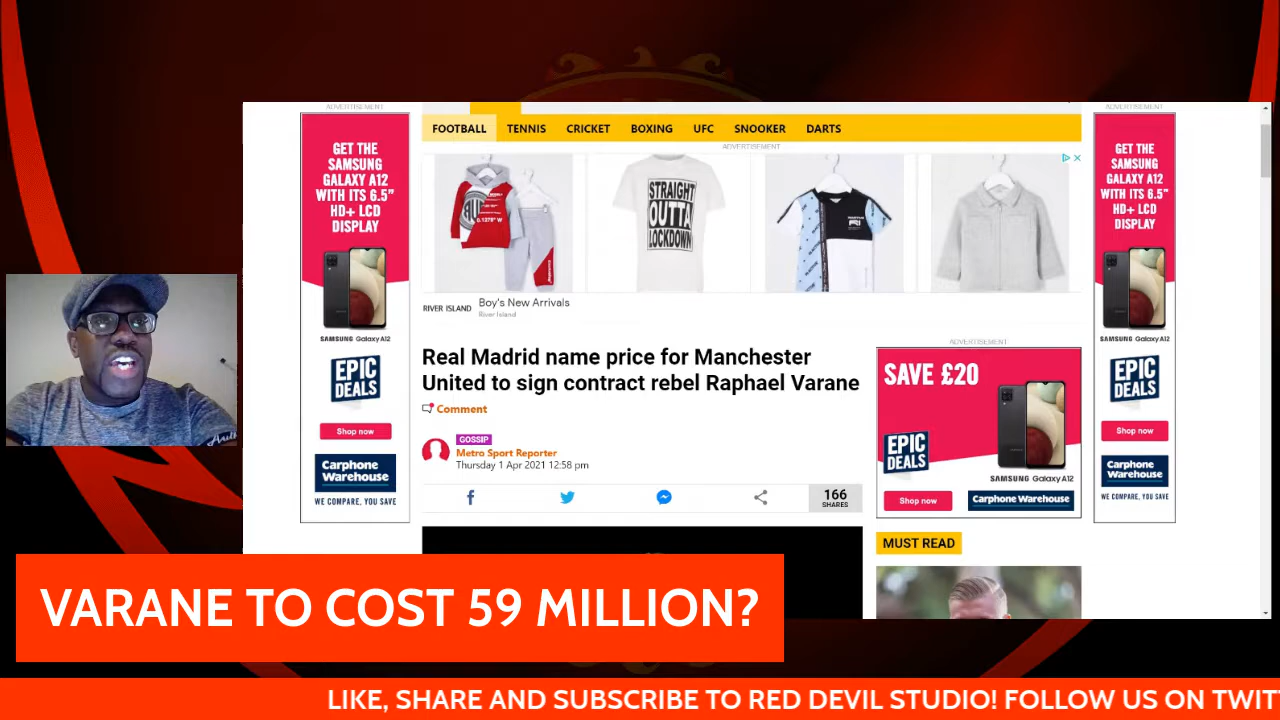 ADVERTISEMENT
ADVERTISEMENT
FOOTBALL TENNIS CRICKET BOXING UFC SNOOKER DARTS
ADVERTISEMENT
GET THE
SAMSUNG
GALAXY A12
WITH ITS 6.5"
HD+ LCD
DISPLAY
SAMSUNG Galaxy A12
EPIC
DEALS
Shop now
Carphone
Warehouse
WE COMPARE, YOU SAVE
STRAIGHT
OUTTA
LOCKDOWN
RIVER ISLAND
Boy's New Arrivals
River Island
Real Madrid name price for Manchester
United to sign contract rebel Raphael Varane
Comment
GOSSIP
Metro Sport Reporter
Thursday 1 Apr 2021 12:58 pm
166
SHARES
ADVERTISEMENT
SAVE £20
EPIC
DEALS
SAMSUNG Galaxy A12
Shop now
Carphone Warehouse
MUST READ
GET THE
SAMSUNG
GALAXY A12
WITH ITS 6.5"
HD+ LCD
DISPLAY
SAMSUNG Galaxy A12
EPIC
DEALS
Shop now
Carphone
Warehouse
WE COMPARE, YOU SAVE
VARANE TO COST 59 MILLION?
LIKE, SHARE AND SUBSCRIBE TO RED DEVIL STUDIO! FOLLOW US ON TWIT